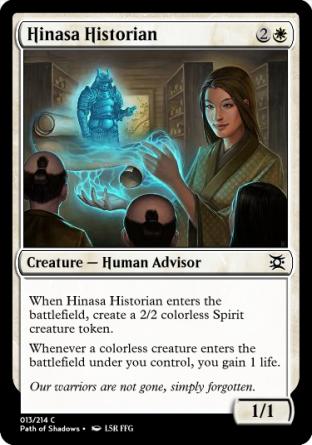 Hinasa Historian 2
Creature — Human Advisor
When Hinasa Historian enters the
battlefield, create a 2/2 colorless Spirit
creature token.
Whenever a colorless creature enters the
battlefield under you control, you gain 1 life.
Our warriors are not gone, simply forgotten.
1/1
013/214 C
Path of Shadows • L5R FFG